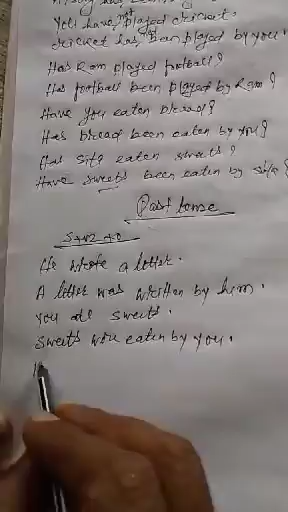 You have not played cricket.
cricket has not been played by you.
Has Ram played football?
Has football been played by Ram?
Have you eaten bread?
Has bread been eaten by you?
Has Sita eaten sweets?
Have sweets been eaten by Sita?
Past tense
S+V2+O
He wrote a letter.
A letter was written by him.
You ate sweets.
Sweets were eaten by you.